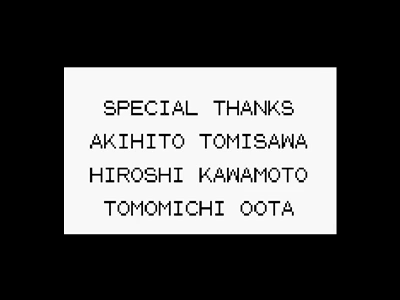 SPECIAL THANKS
AKIHITO TOMISAWA
HIROSHI KAWAMOTO
TOMOMICHI OOTA